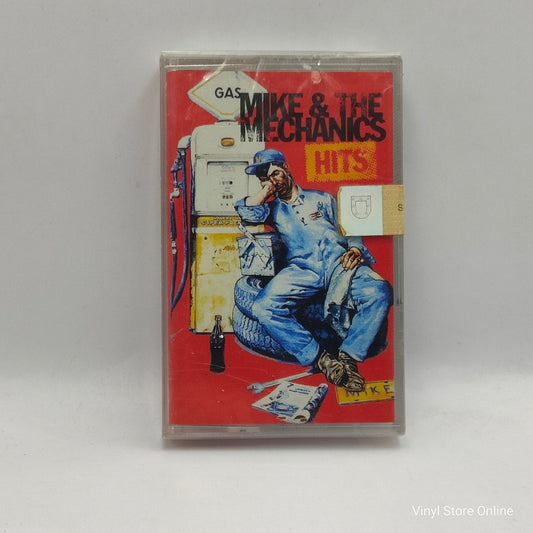 GAS
MIKE & THE
MECHANICS
HITS
S
MIKE
Vinyl Store Online